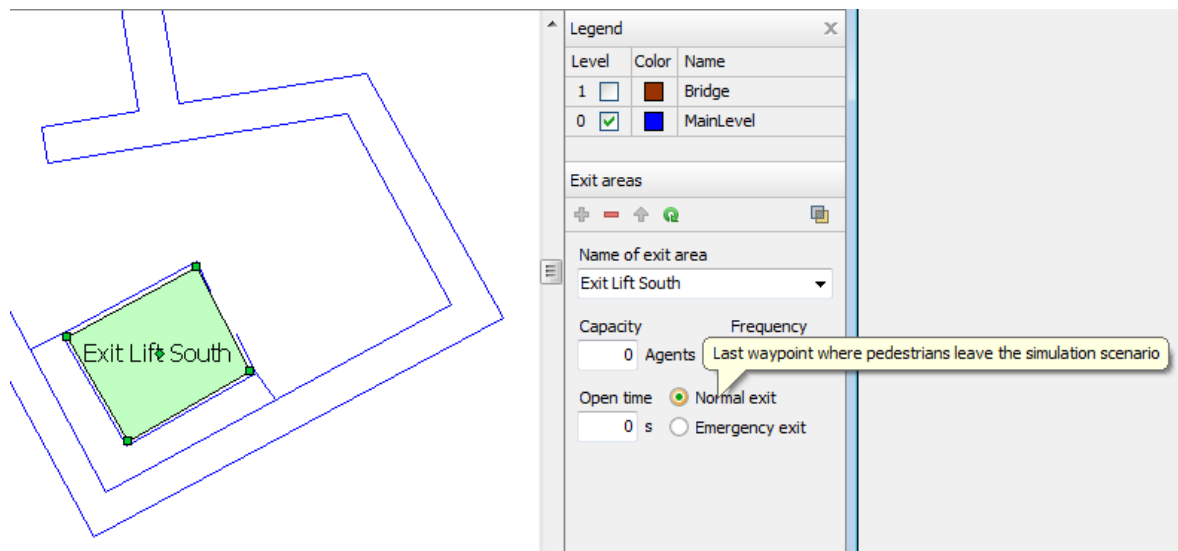 Exit Lift South
Legend
Level Color Name
1 Bridge
0 MainLevel
Exit areas
Name of exit area
Exit Lift South
Capacity Frequency
0 Agents
Last waypoint where pedestrians leave the simulation scenario
Open time Normal exit
0 s Emergency exit